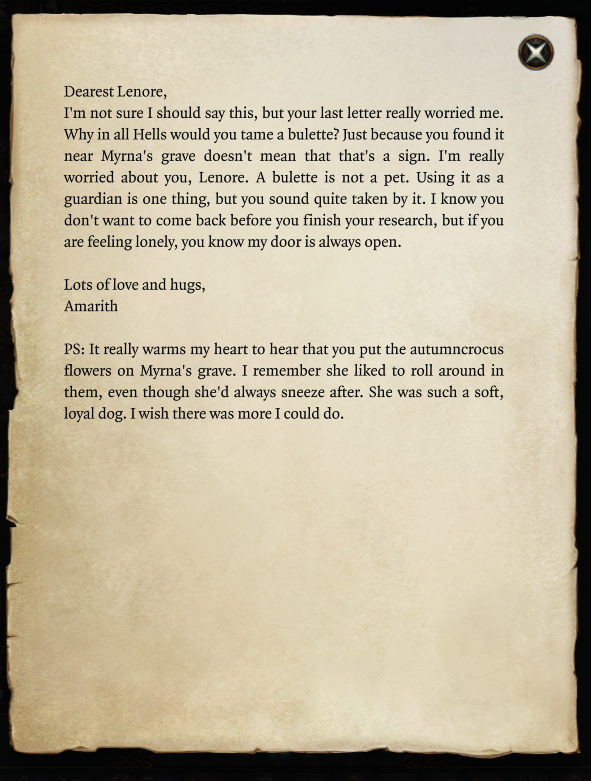 Dearest Lenore,
I'm not sure I should say this, but your last letter really worried me.
Why in all Hells would you tame a bulette? Just because you found it
near Myrna's grave doesn't mean that that's a sign. I'm really
worried about you, Lenore. A bulette is not a pet. Using it as a
guardian is one thing, but you sound quite taken by it. I know you
don't want to come back before you finish your research, but if you
are feeling lonely, you know my door is always open.
Lots of love and hugs,
Amarith
PS: It really warms my heart to hear that you put the autumncrocus
flowers on Myrna's grave. I remember she liked to roll around in
them, even though she'd always sneeze after. She was such a soft,
loyal dog. I wish there was more I could do.